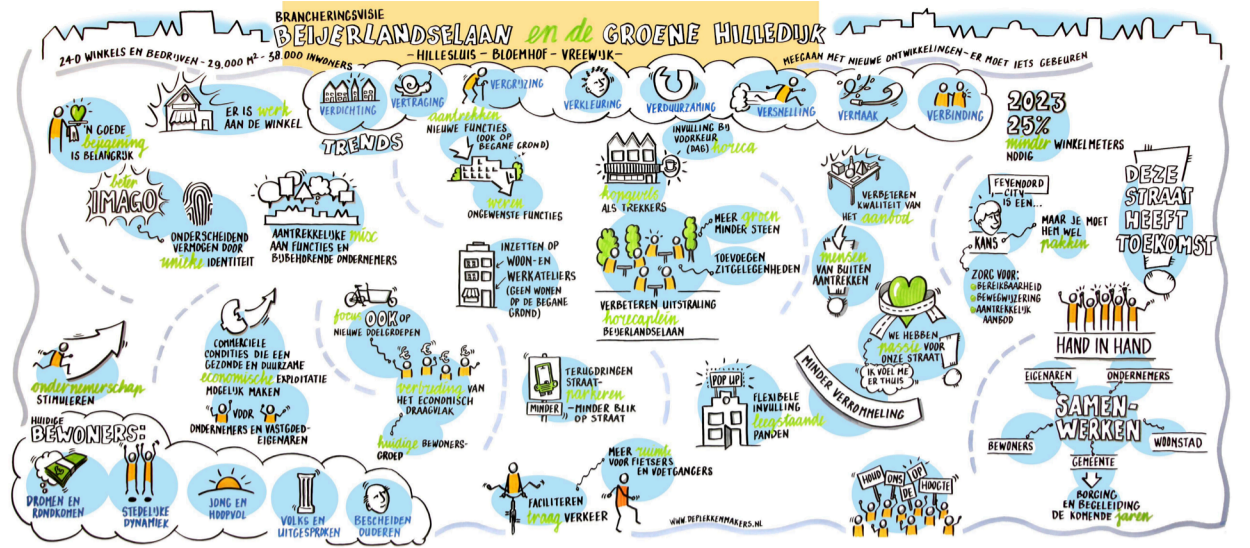 BRANCHERINGSVISIE
BEIJERLANDSELAAN en de GROENE HILLEDIJK
- HILLESLUIS - BLOEMHOF - VREEWIJK -
240 WINKELS EN BEDRIJVEN - 29.000 M² - 58.000 INWONERS
MEEGAAN MET NIEUWE ONTWIKKELINGEN - ER MOET IETS GEBEUREN
VERDICHTING
VERTRAGING
VERGRIJZING
VERKLEURING
VERDUURZAMING
VERSNELLING
VERMAAK
VERBINDING
TRENDS
'N GOEDE
bejegening
IS BELANGRIJK
ER IS werk
AAN DE WINKEL
beter
IMAGO
ONDERSCHEIDEND
VERMOGEN DOOR
unieke IDENTITEIT
AANTREKKELIJKE mix
AAN FUNCTIES EN
BIJBEHORENDE ONDERNEMERS
aantrekken
NIEUWE FUNCTIES
(OOK OP
BEGANE GROND)
weren
ONGEWENSTE FUNCTIES
INZETTEN OP
WOON- EN
WERKATELIERS
(GEEN WONEN
OP DE BEGANE
GROND)
INVULLING BIJ
VOORKEUR
(DAG) horeca
kopgevels
ALS TREKKERS
MEER groen
MINDER STEEN
TOEVOEGEN
ZITGELEGENHEDEN
VERBETEREN UITSTRALING
horecaplein
BEIJERLANDSELAAN
VERBETEREN
KWALITEIT VAN
HET aanbod
mensen
VAN BUITEN
AANTREKKEN
2023
25%
minder WINKELMETERS
NODIG
FEYENOORD
CITY
IS EEN...
KANS
MAAR JE MOET
HEM WEL
pakken
ZORG VOOR:
BEREIKBAARHEID
BEWEGWIJZERING
AANTREKKELIJK
AANBOD
DEZE
STRAAT
HEEFT
TOEKOMST
ondernemerschap
STIMULEREN
COMMERCIËLE
CONDITIES DIE EEN
GEZONDE EN DUURZAME
economische EXPLOITATIE
MOGELIJK MAKEN
VOOR
ONDERNEMERS EN VASTGOED-
EIGENAREN
focus OOK OP
NIEUWE DOELGROEPEN
€ € € €
verbreding VAN
HET ECONOMISCH
DRAAGVLAK
huidige BEWONERS-
GROEP
TERUGDRINGEN
STRAAT-
parkeren
- MINDER BLIK
OP STRAAT
MINDER
POP UP
FLEXIBELE
INVULLING
leegstaande
PANDEN
WE HEBBEN
passie VOOR
ONZE STRAAT
IK VOEL ME
ER THUIS
MINDER VERROMMELING
HAND IN HAND
EIGENAREN
ONDERNEMERS
SAMEN-
WERKEN
BEWONERS
WOONSTAD
GEMEENTE
BORGING
EN BEGELEIDING
DE KOMENDE jaren
HUIDIGE
BEWONERS:
DROMEN EN
RONDKOMEN
STEDELIJKE
DYNAMIEK
JONG EN
HOOPVOL
VOLKS EN
UITGESPROKEN
BESCHEIDEN
OUDEREN
MEER ruimte
VOOR FIETSERS
EN VOETGANGERS
FACILITEREN
traag VERKEER
WWW.DEPLEKKENMAKERS.NL
HOUD ONS UP DE HOOGTE